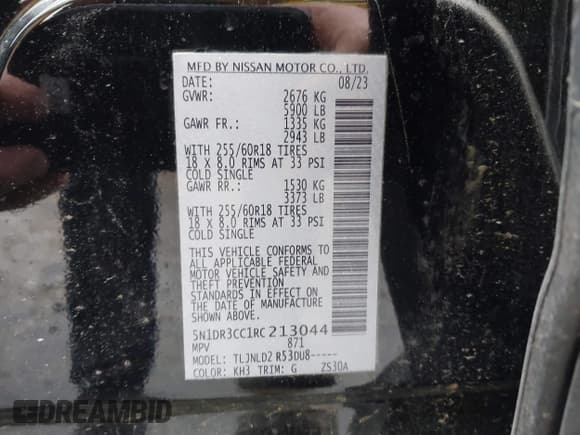 MFD BY NISSAN MOTOR CO., LTD.
DATE: 08/23
GVWR: 2676 KG
5900 LB
GAWR FR.: 1335 KG
2943 LB
WITH 255/60R18 TIRES
18 X 8.0 RIMS AT 33 PSI
COLD SINGLE
GAWR RR.: 1530 KG
3373 LB
WITH 255/60R18 TIRES
18 X 8.0 RIMS AT 33 PSI
COLD SINGLE
THIS VEHICLE CONFORMS TO
ALL APPLICABLE FEDERAL
MOTOR VEHICLE SAFETY AND
THEFT PREVENTION
STANDARDS IN EFFECT ON
THE DATE OF MANUFACTURE
SHOWN ABOVE.
5N1DR3CC1RC213044
MPV 871
MODEL: TLJNLD2 R53DU8-----
COLOR: KH3 TRIM: G ZS30A
DREAMBID